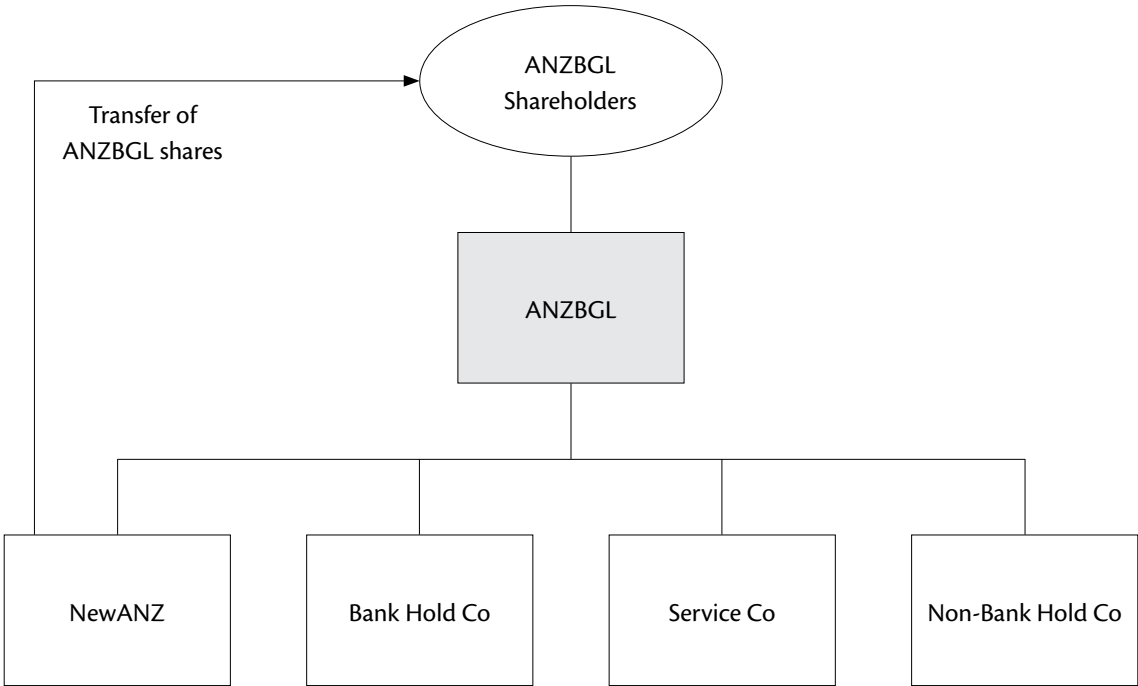 ANZBGL
Shareholders
Transfer of
ANZBGL shares
ANZBGL
NewANZ
Bank Hold Co
Service Co
Non-Bank Hold Co